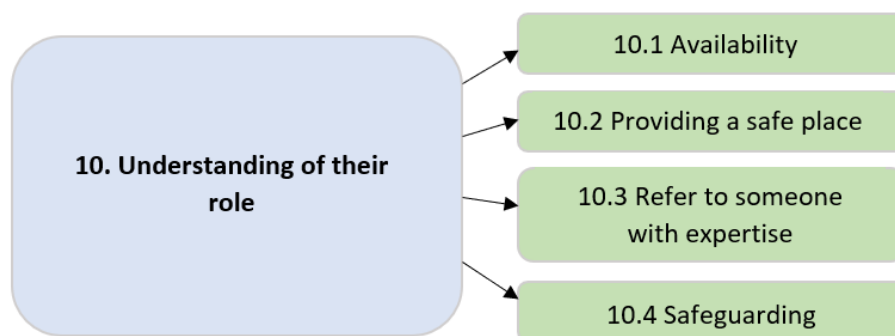 10. Understanding of their
role
10.1 Availability
10.2 Providing a safe place
10.3 Refer to someone
with expertise
10.4 Safeguarding